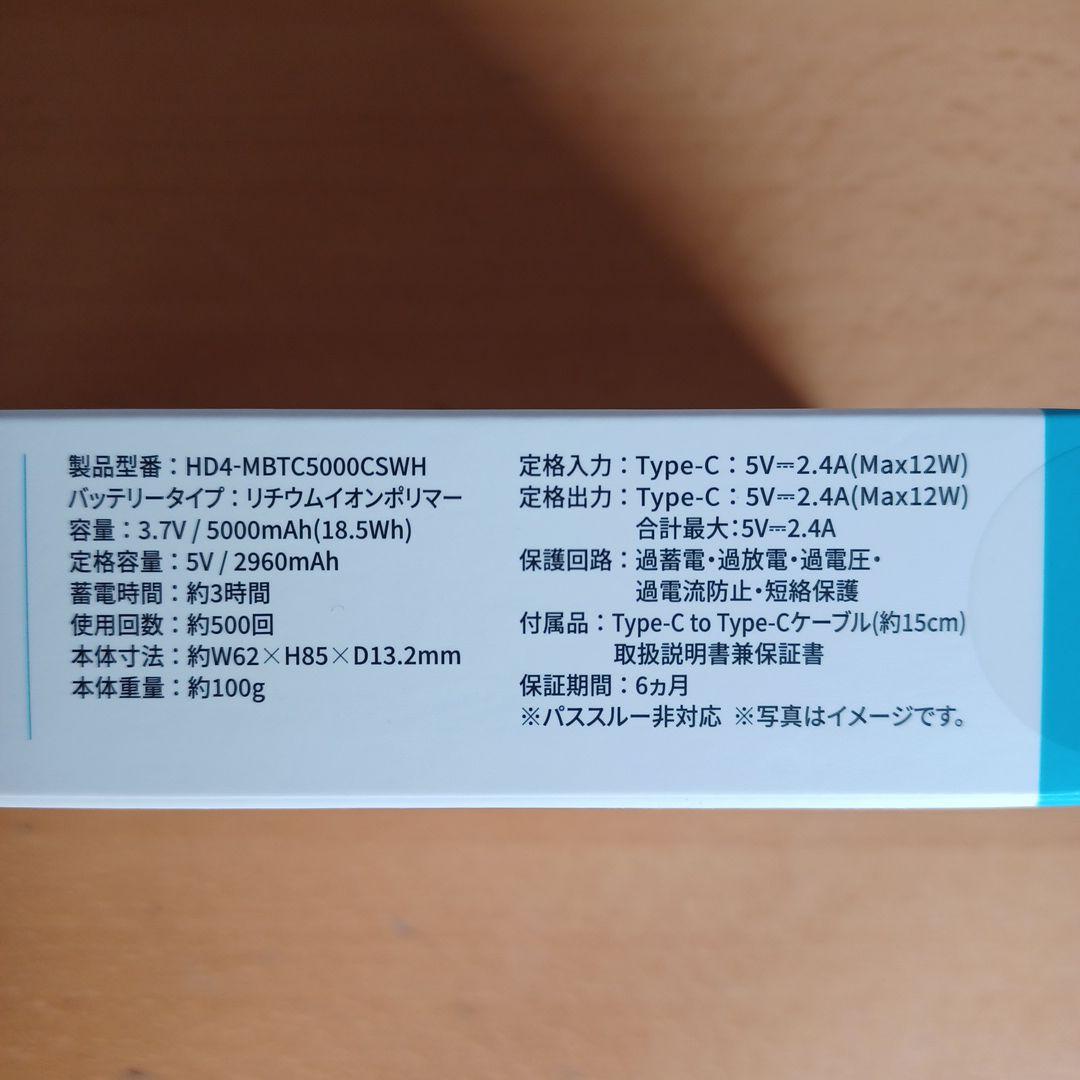 製品型番：HD4-MBTC5000CSWH
バッテリータイプ：リチウムイオンポリマー
容量：3.7V / 5000mAh(18.5Wh)
定格容量：5V / 2960mAh
蓄電時間：約3時間
使用回数：約500回
本体寸法：約W62×H85×D13.2mm
本体重量：約100g
定格入力：Type-C：5V⎓2.4A(Max12W)
定格出力：Type-C：5V⎓2.4A(Max12W)
合計最大：5V⎓2.4A
保護回路：過蓄電・過放電・過電圧・
過電流防止・短絡保護
付属品：Type-C to Type-Cケーブル(約15cm)
取扱説明書兼保証書
保証期間：6ヵ月
※パススルー非対応 ※写真はイメージです。